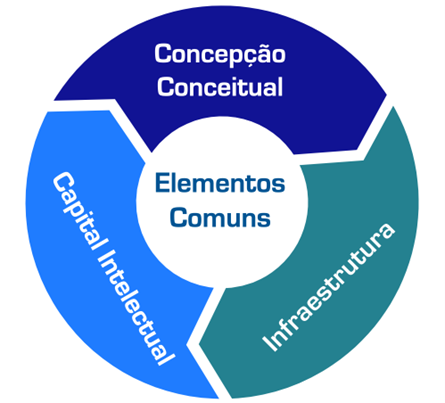 Concepção
Conceitual
Elementos
Comuns
Capital Intelectual
Infraestrutura